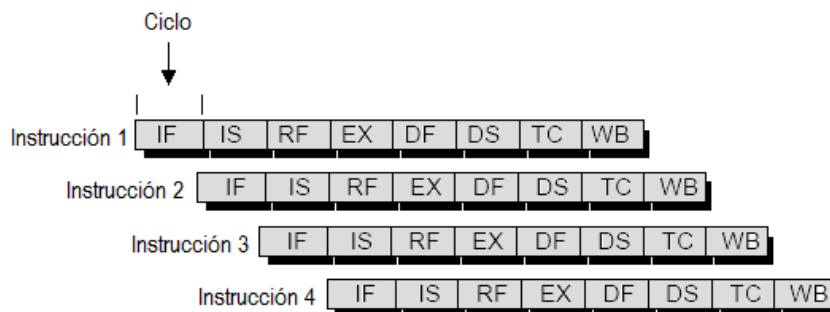 Ciclo
Instrucción 1 IF IS RF EX DF DS TC WB
Instrucción 2 IF IS RF EX DF DS TC WB
Instrucción 3 IF IS RF EX DF DS TC WB
Instrucción 4 IF IS RF EX DF DS TC WB